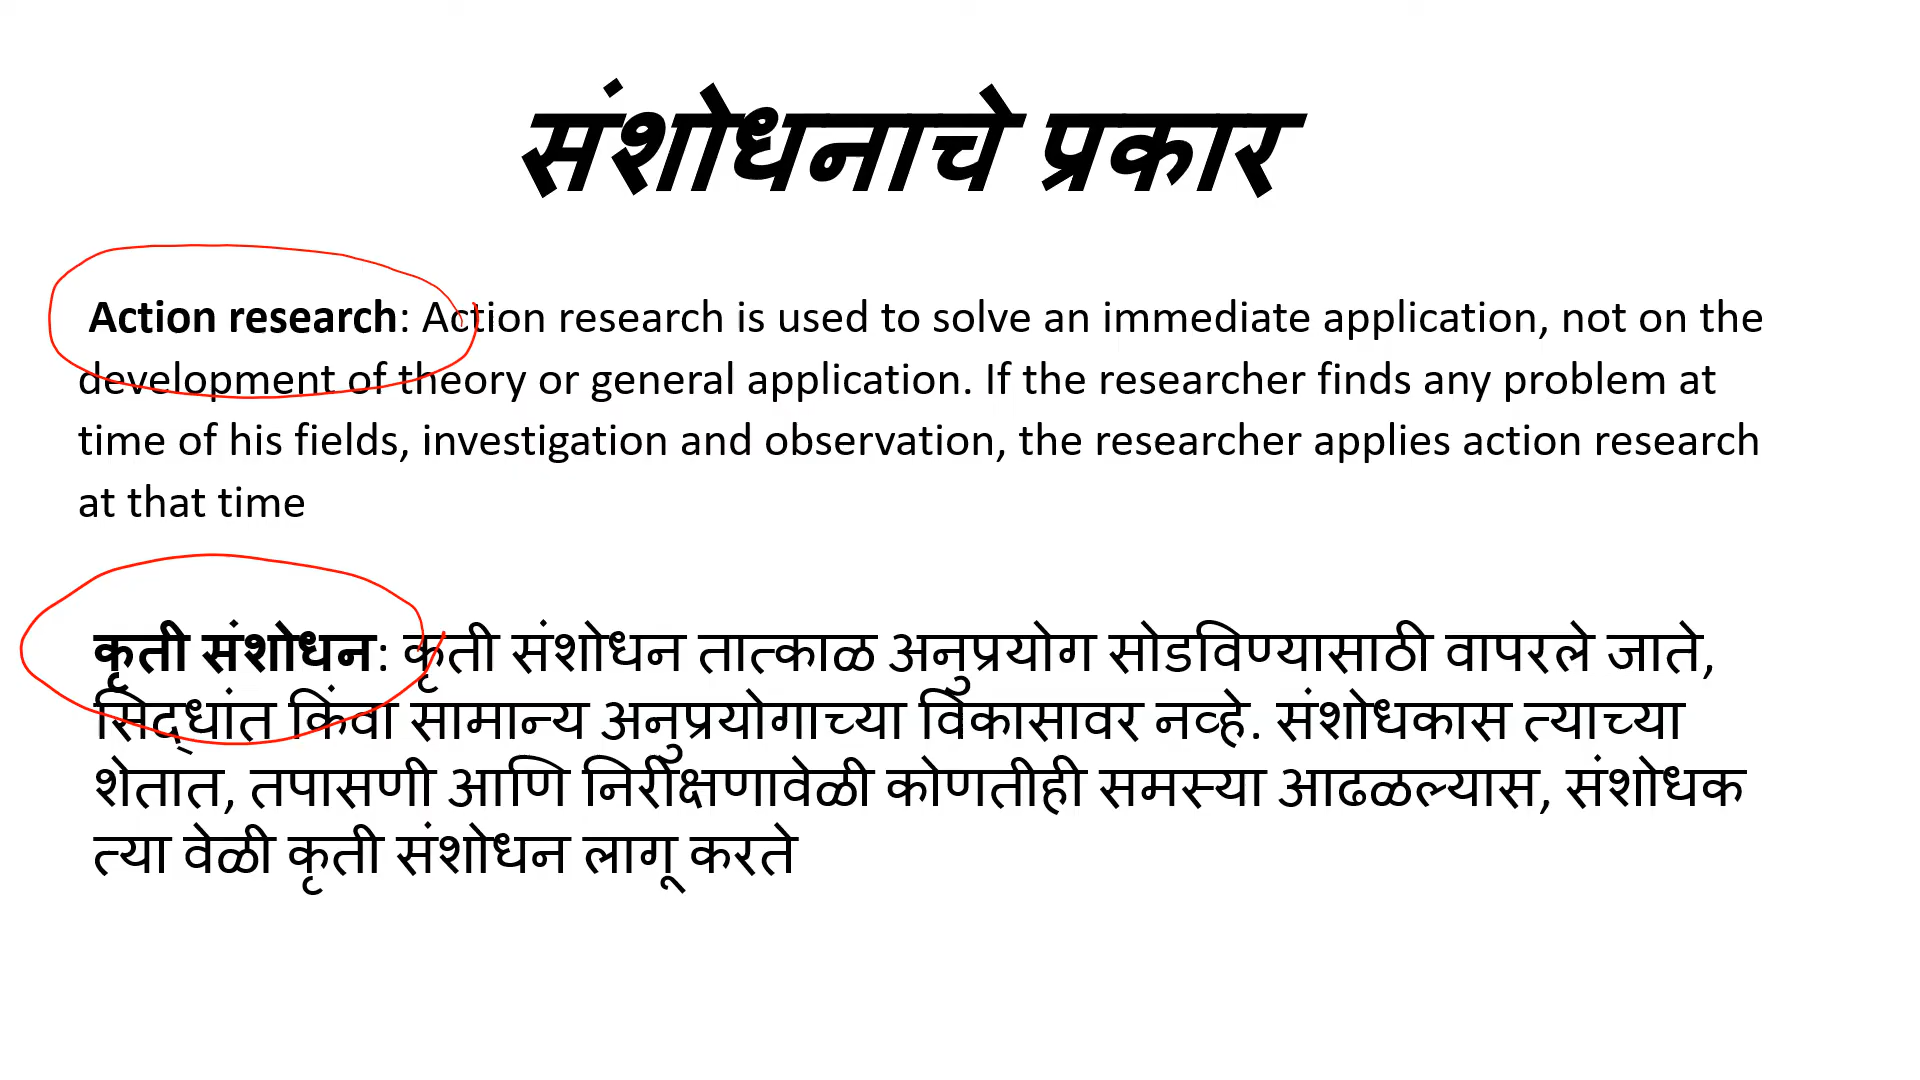 संशोधनाचे प्रकार
Action research: Action research is used to solve an immediate application, not on the
development of theory or general application. If the researcher finds any problem at
time of his fields, investigation and observation, the researcher applies action research
at that time
कृती संशोधन: कृती संशोधन तात्काळ अनुप्रयोग सोडविण्यासाठी वापरले जाते,
सिद्धांत किंवा सामान्य अनुप्रयोगाच्या विकासावर नव्हे. संशोधकास त्याच्या
शेतात, तपासणी आणि निरीक्षणावेळी कोणतीही समस्या आढळल्यास, संशोधक
त्या वेळी कृती संशोधन लागू करते